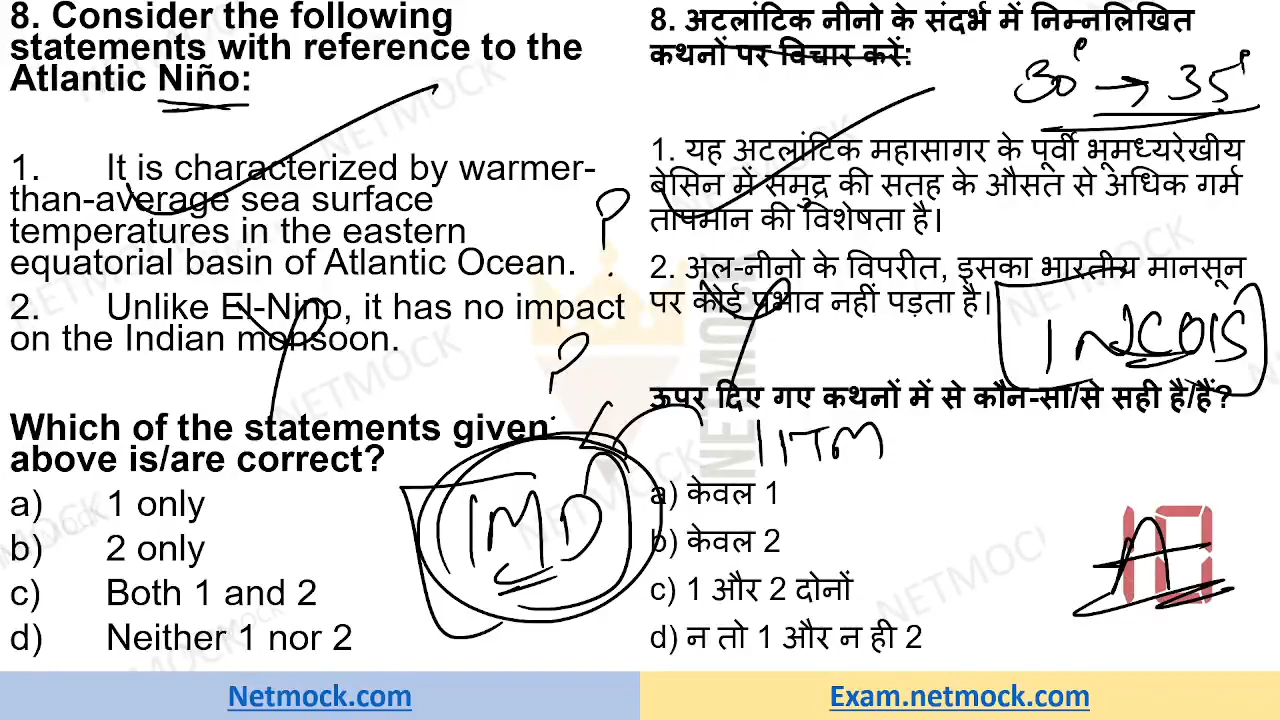 8. Consider the following
statements with reference to the
Atlantic Niño:
1. It is characterized by warmer-
than-average sea surface
temperatures in the eastern
equatorial basin of Atlantic Ocean.
2. Unlike El-Nino, it has no impact
on the Indian monsoon.
Which of the statements given
above is/are correct?
a) 1 only
b) 2 only
c) Both 1 and 2
d) Neither 1 nor 2
IMD
8. अटलांटिक नीनो के संदर्भ में निम्नलिखित
कथनों पर विचार करें:
30° → 35°
1. यह अटलांटिक महासागर के पूर्वी भूमध्यरेखीय
बेसिन में समुद्र की सतह के औसत से अधिक गर्म
तापमान की विशेषता है।
2. अल-नीनो के विपरीत, इसका भारतीय मानसून
पर कोई प्रभाव नहीं पड़ता है।
INCOIS
ऊपर दिए गए कथनों में से कौन-सा/से सही है/हैं?
IITM
a) केवल 1
b) केवल 2
c) 1 और 2 दोनों
d) न तो 1 और न ही 2
A
10
Netmock.com
Exam.netmock.com
NETMOCK